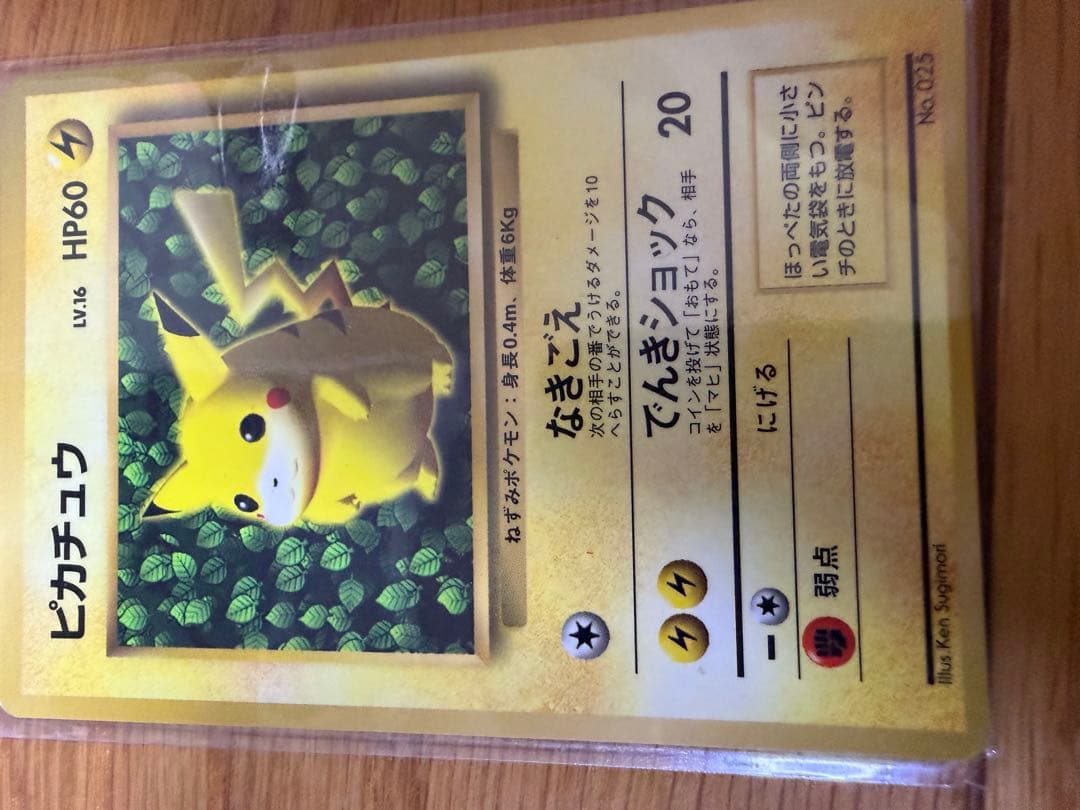 ピカチュウ LV.16 HP60
ねずみポケモン：身長0.4m、体重6Kg
なきごえ
次の相手の番でうけるダメージを10
へらすことができる。
でんきショック 20
コインを投げて「おもて」なら、相手
を「マヒ」状態にする。
にげる
弱点
ほっぺたの両側に小さ
い電気袋をもつ。ピン
チのときに放電する。
Illus. Ken Sugimori No. 025